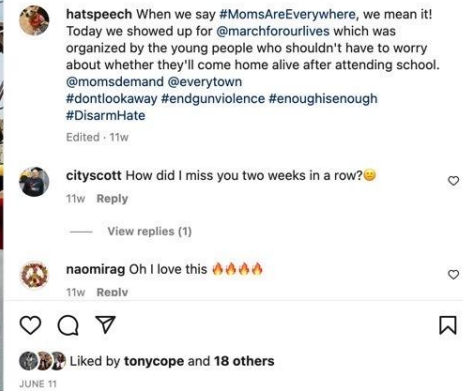 hatspeech When we say #MomsAreEverywhere, we mean it!
Today we showed up for @marchforourlives which was
organized by the young people who shouldn't have to worry
about whether they'll come home alive after attending school.
@momsdemand @everytown
#dontlookaway #endgunviolence #enoughisenough
#DisarmHate
Edited · 11w
cityscott How did I miss you two weeks in a row?😑
11w Reply
View replies (1)
naomirag Oh I love this 🔥🔥🔥🔥
11w Reply
Liked by tonycope and 18 others
JUNE 11